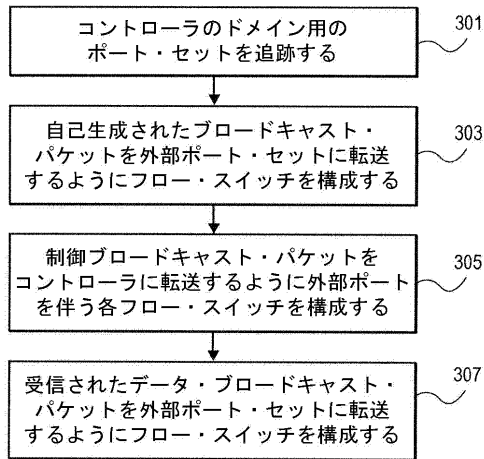 コントローラのドメイン用の
ポート・セットを追跡する
301
自己生成されたブロードキャスト・
パケットを外部ポート・セットに転送
するようにフロー・スイッチを構成する
303
制御ブロードキャスト・パケットを
コントローラに転送するように外部ポート
を伴う各フロー・スイッチを構成する
305
受信されたデータ・ブロードキャスト・
パケットを外部ポート・セットに転送
するようにフロー・スイッチを構成する
307